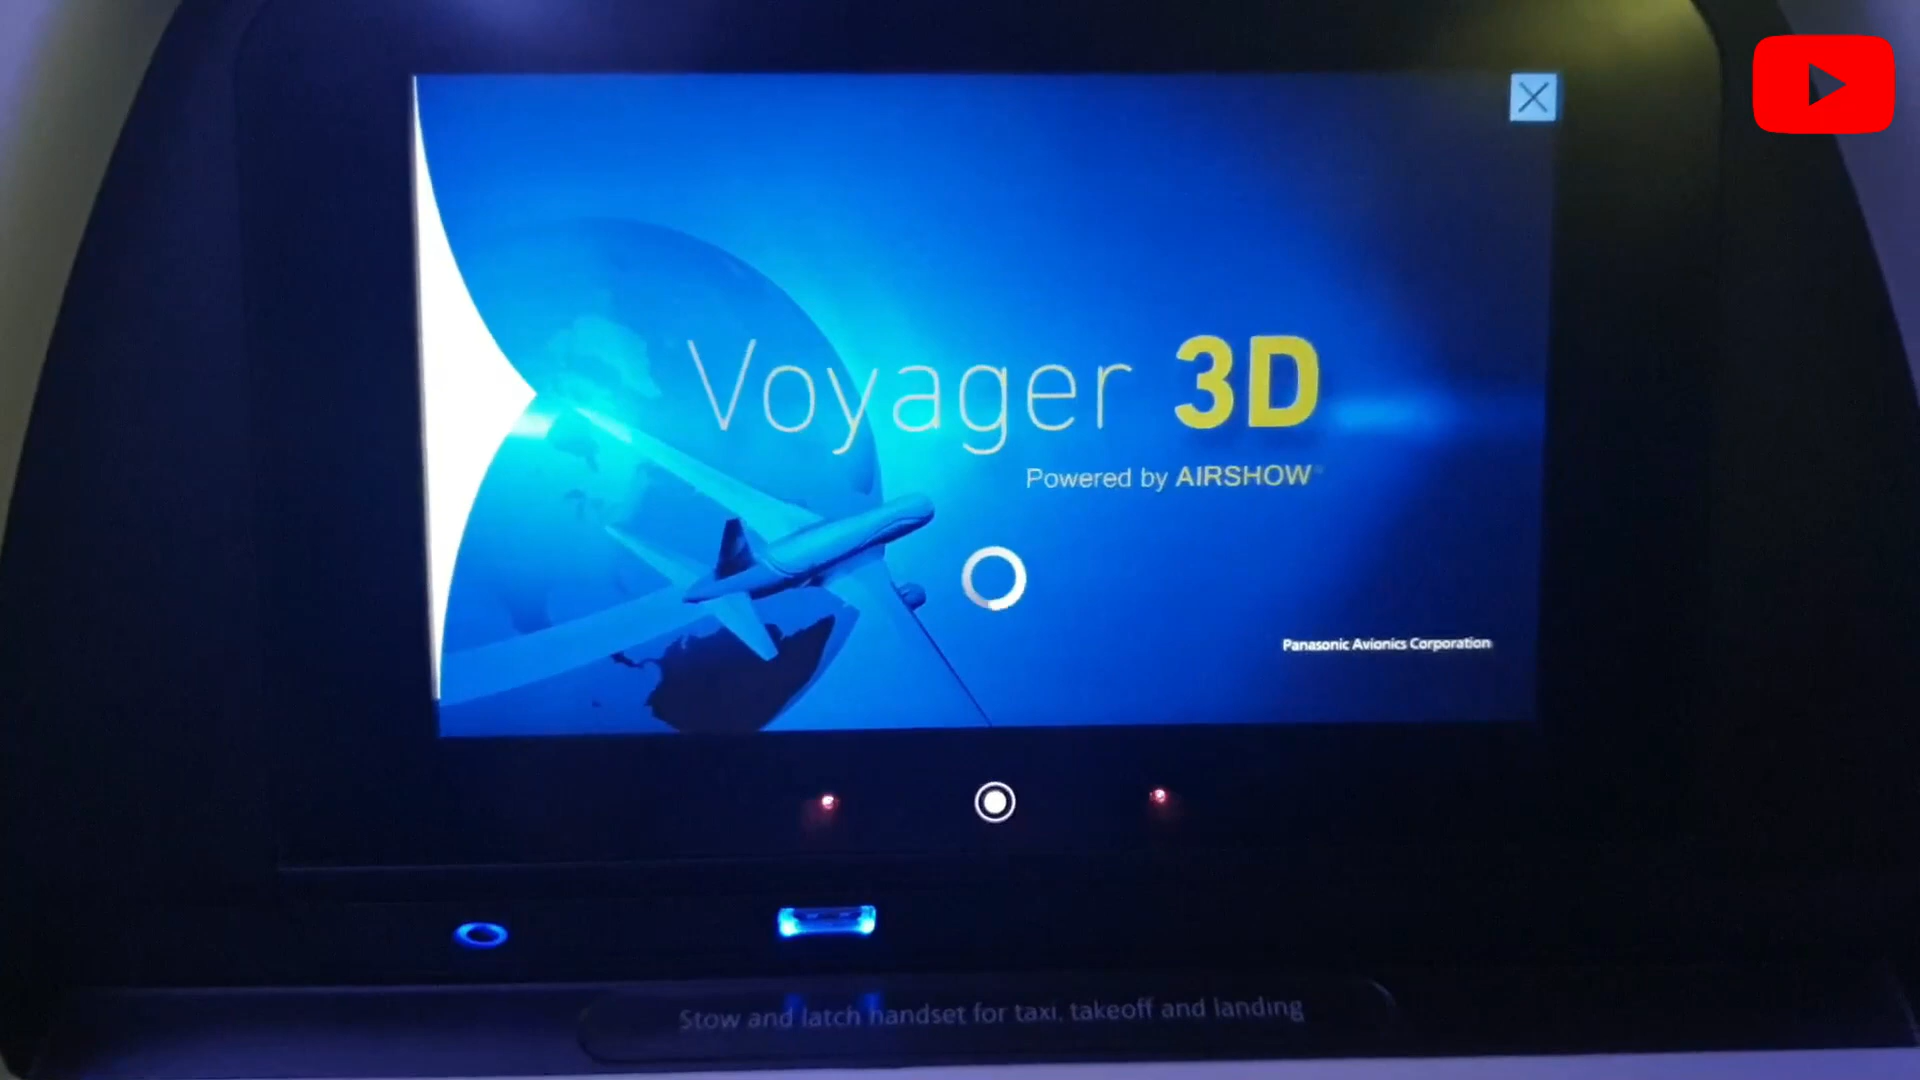 Voyager 3D
Powered by AIRSHOW
Panasonic Avionics Corporation
Stow and latch handset for taxi, takeoff and landing